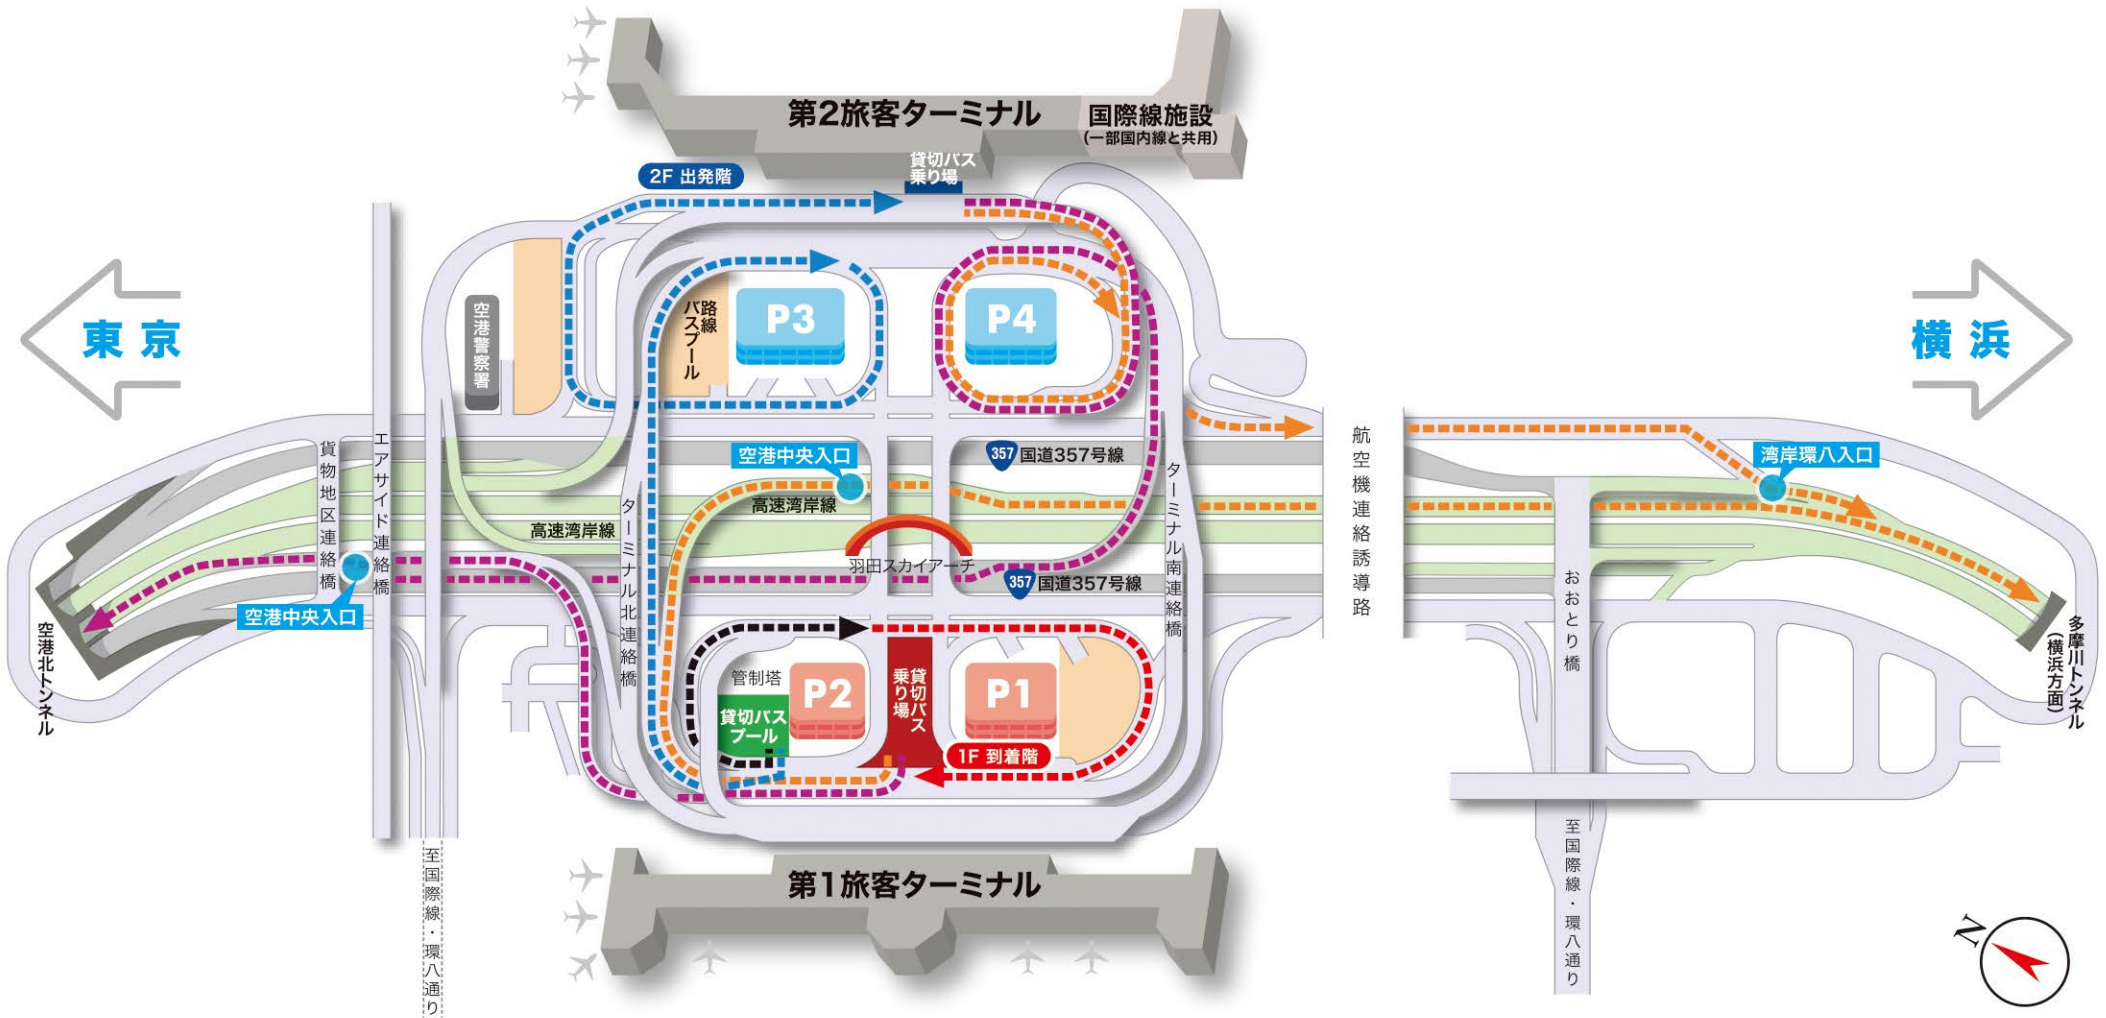 第2旅客ターミナル
国際線施設
(一部国内線と共用)
貸切バス
乗り場
2F 出発階
空港警察署
路線
バスプール
P3
P4
東京
横浜
貨物地区連絡橋
エアサイド連絡橋
空港中央入口
357 国道357号線
高速湾岸線
高速湾岸線
ターミナル北連絡橋
ターミナル南連絡橋
羽田スカイアーチ
357 国道357号線
航空機連絡誘導路
湾岸環八入口
おおとり橋
空港中央入口
空港北トンネル
多摩川トンネル
(横浜方面)
管制塔
貸切バス
プール
P2
貸切バス
乗り場
P1
1F 到着階
第1旅客ターミナル
至国際線・環八通り
至国際線・環八通り
N